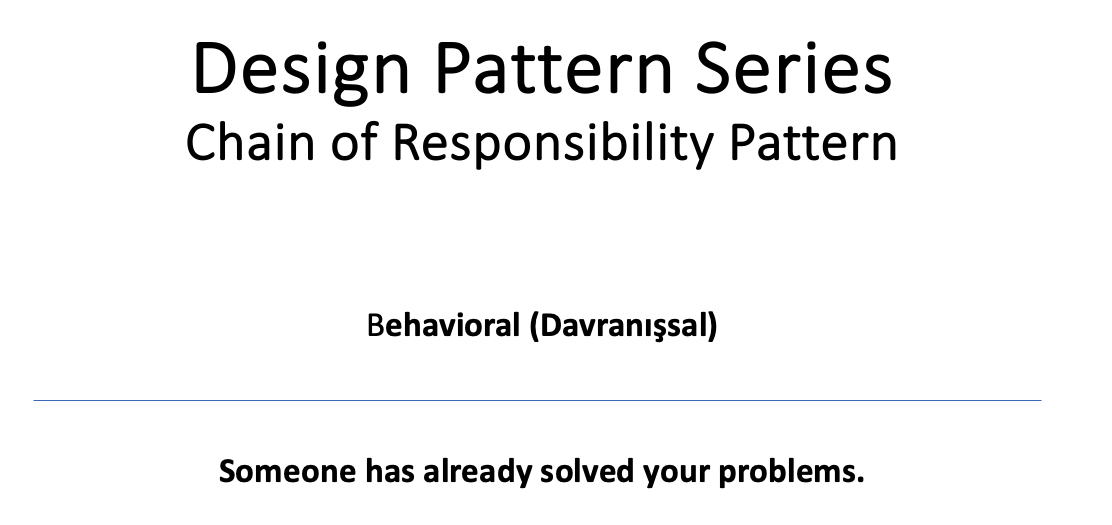 Design Pattern Series
Chain of Responsibility Pattern
Behavioral (Davranışsal)
Someone has already solved your problems.